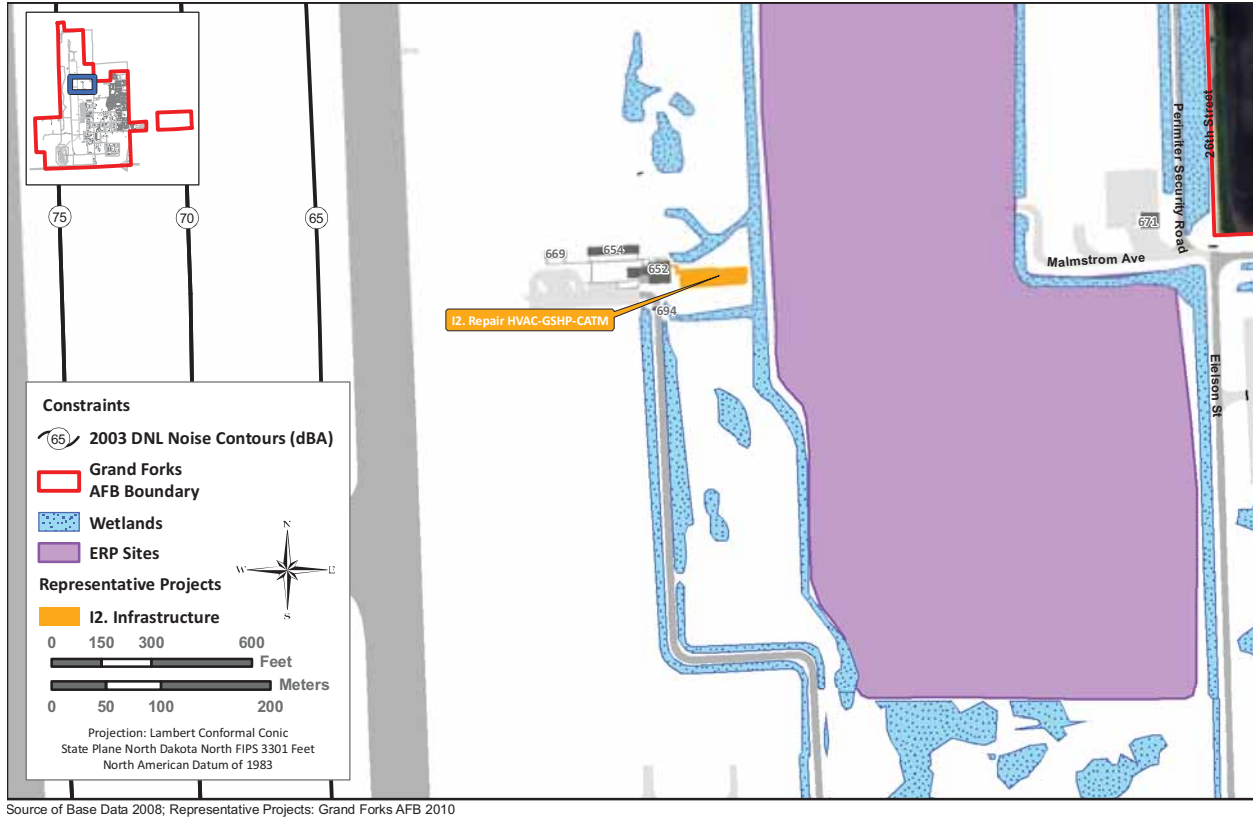 75
70
65
669
654
652
694
671
I2. Repair HVAC-GSHP-CATM
Malmstrom Ave
Perimiter Security Road
26th Street
Eielson St
Constraints
65 2003 DNL Noise Contours (dBA)
Grand Forks
AFB Boundary
Wetlands
ERP Sites
Representative Projects
I2. Infrastructure
N
W E
S
0 150 300 600
Feet
Meters
0 50 100 200
Projection: Lambert Conformal Conic
State Plane North Dakota North FIPS 3301 Feet
North American Datum of 1983
Source of Base Data 2008; Representative Projects: Grand Forks AFB 2010